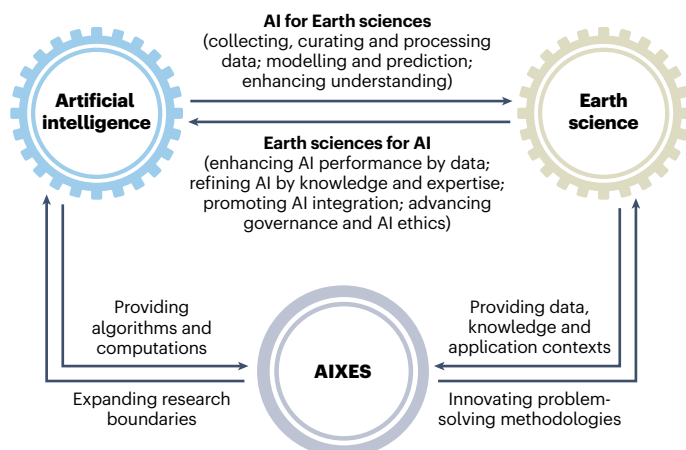 AI for Earth sciences
(collecting, curating and processing
data; modelling and prediction;
enhancing understanding)
Artificial
intelligence
Earth
science
Earth sciences for AI
(enhancing AI performance by data;
refining AI by knowledge and expertise;
promoting AI integration; advancing
governance and AI ethics)
Providing
algorithms and
computations
Expanding research
boundaries
AIXES
Providing data,
knowledge and
application contexts
Innovating problem-
solving methodologies